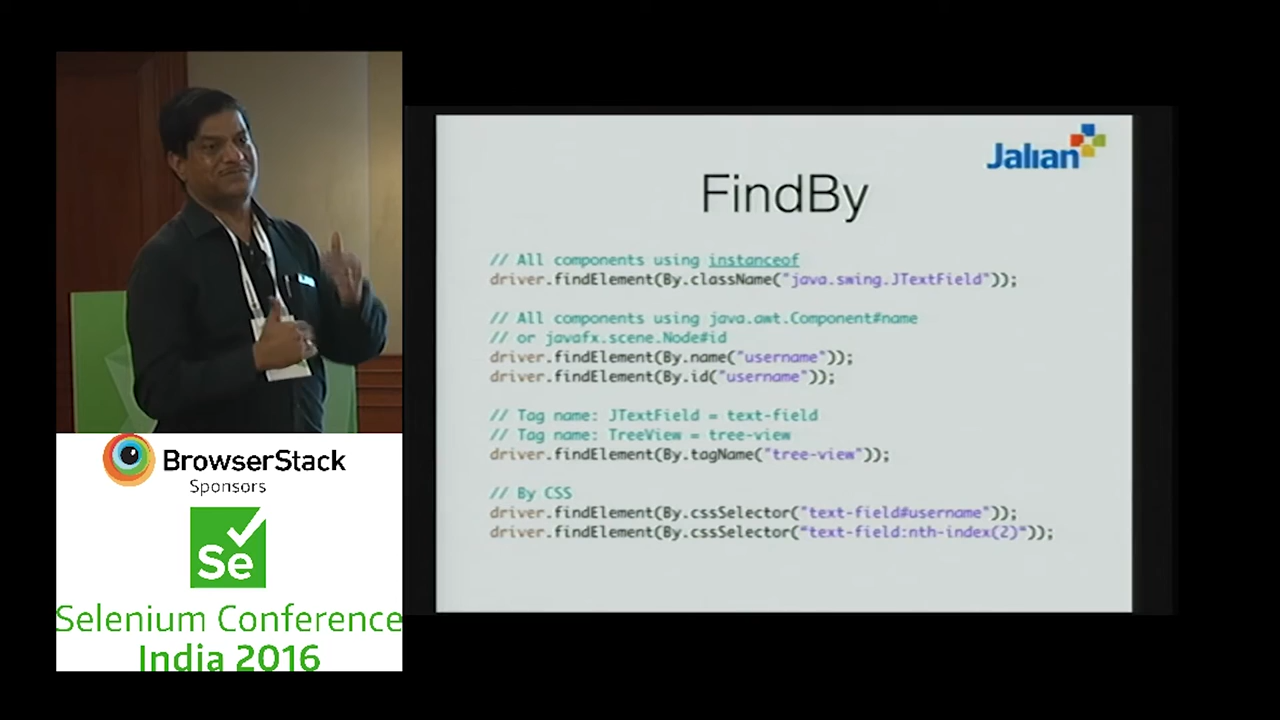 Jalian
FindBy
// All components using instanceof
driver.findElement(By.className("java.swing.JTextField"));
// All components using java.awt.Component#name
// or javafx.scene.Node#id
driver.findElement(By.name("username"));
driver.findElement(By.id("username"));
// Tag name: JTextField = text-field
// Tag name: TreeView = tree-view
driver.findElement(By.tagName("tree-view"));
// By CSS
driver.findElement(By.cssSelector("text-field#username"));
driver.findElement(By.cssSelector("text-field:nth-index(2)"));
BrowserStack
Sponsors
Se
Selenium Conference
India 2016